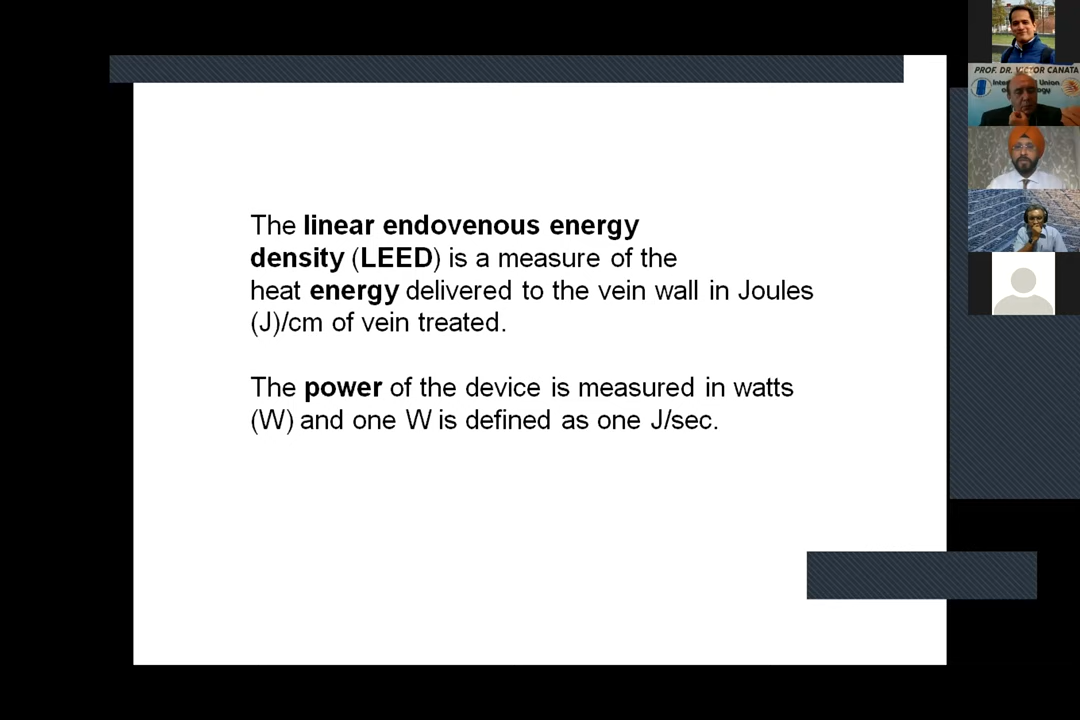 PROF. DR. VICTOR CANATA
Union
The linear endovenous energy
density (LEED) is a measure of the
heat energy delivered to the vein wall in Joules
(J)/cm of vein treated.
The power of the device is measured in watts
(W) and one W is defined as one J/sec.